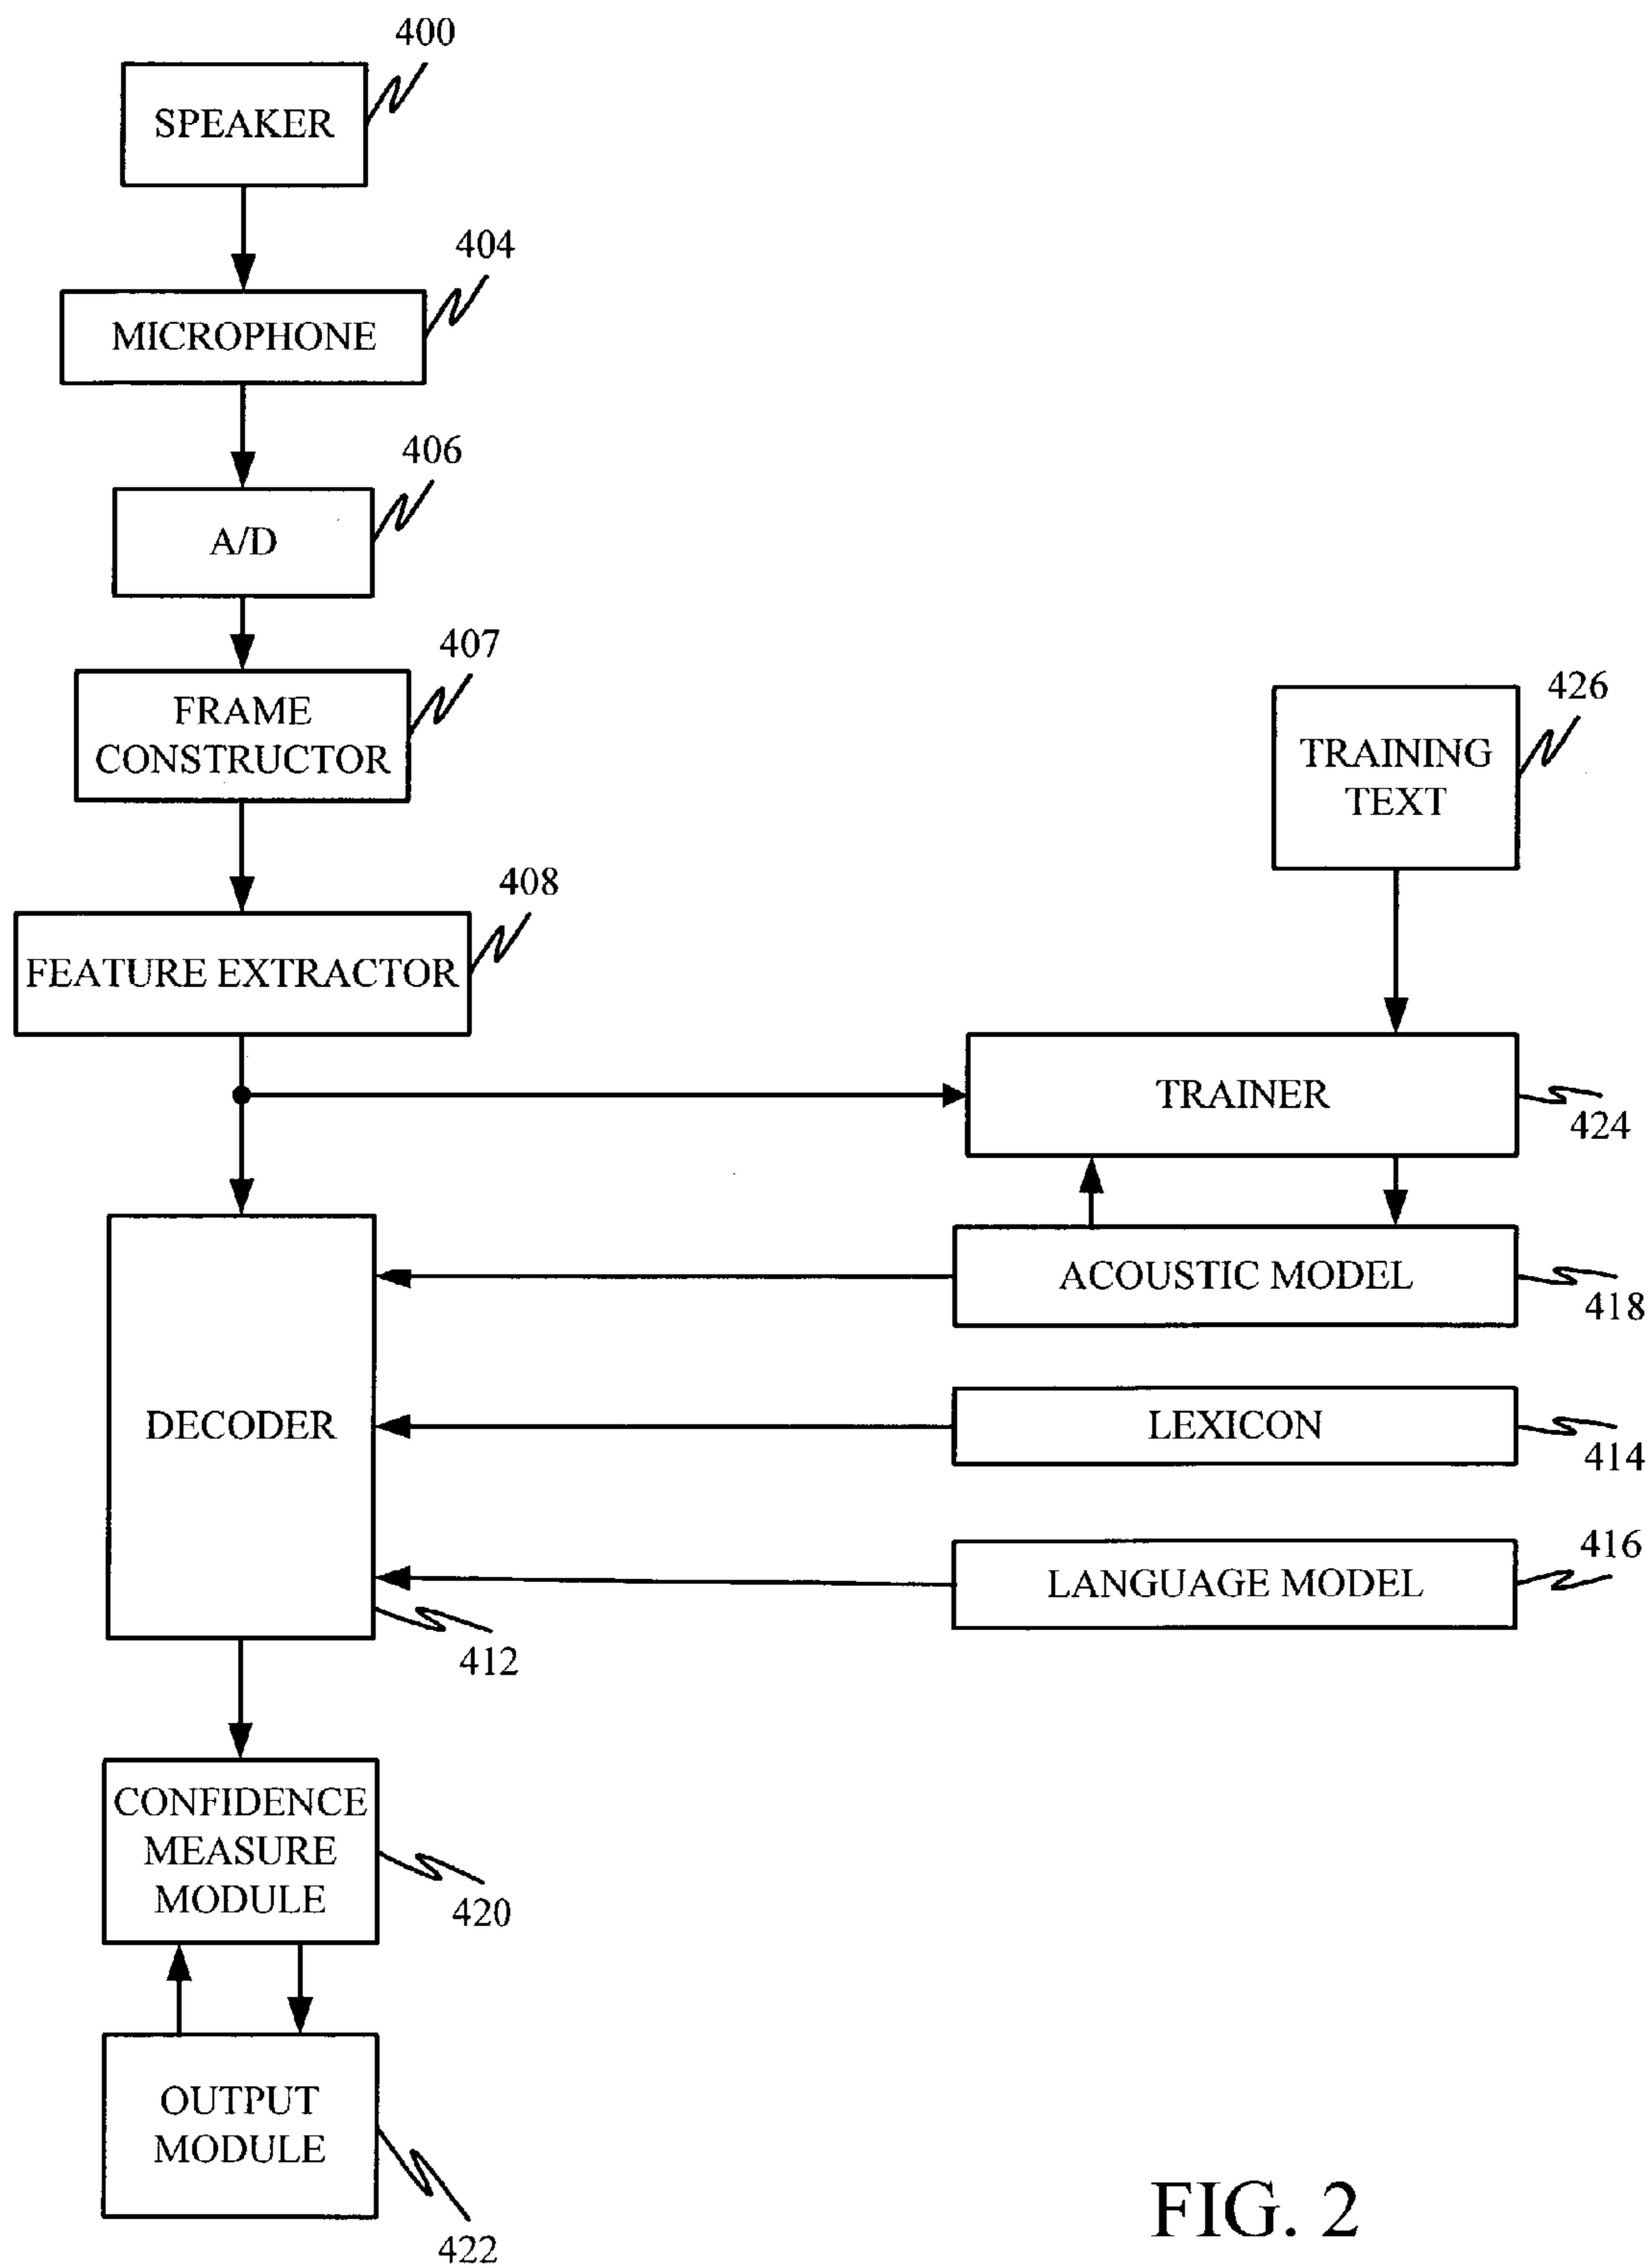 400
SPEAKER
404
MICROPHONE
406
A/D
407
FRAME
CONSTRUCTOR
426
TRAINING
TEXT
408
FEATURE EXTRACTOR
TRAINER
424
ACOUSTIC MODEL
418
DECODER
LEXICON
414
416
LANGUAGE MODEL
412
CONFIDENCE
MEASURE
MODULE
420
OUTPUT
MODULE
422
FIG. 2